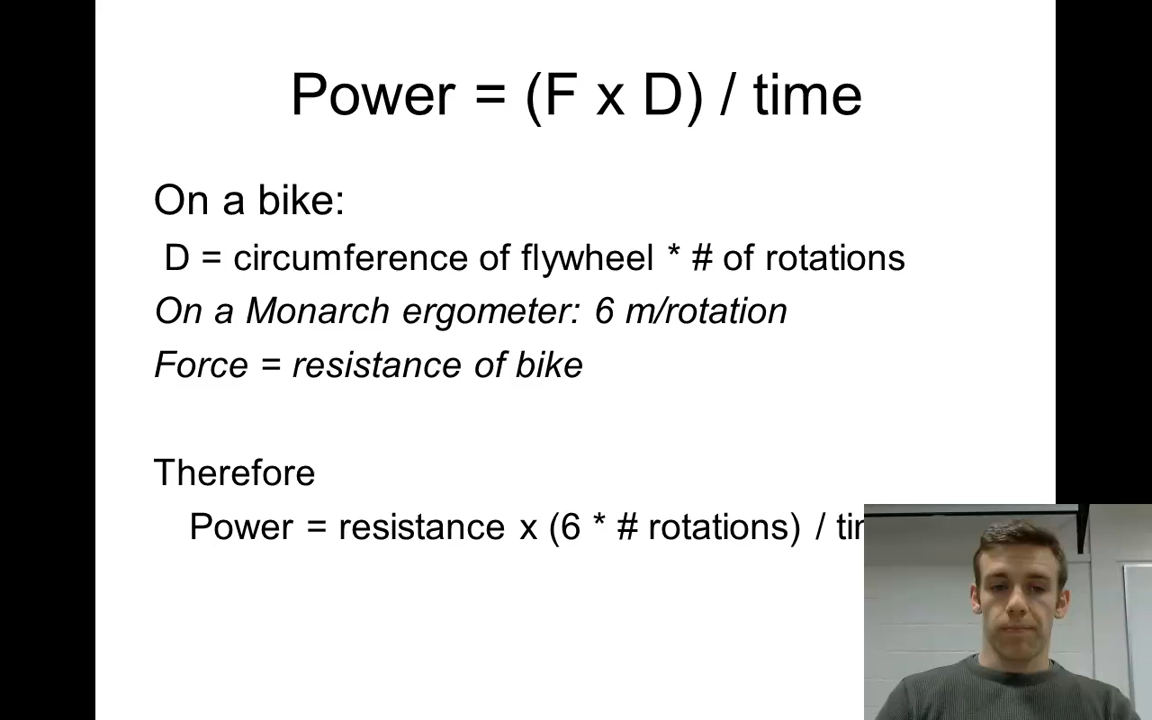 Power = (F x D) / time
On a bike:
D = circumference of flywheel * # of rotations
On a Monarch ergometer: 6 m/rotation
Force = resistance of bike
Therefore
Power = resistance x (6 * # rotations) /